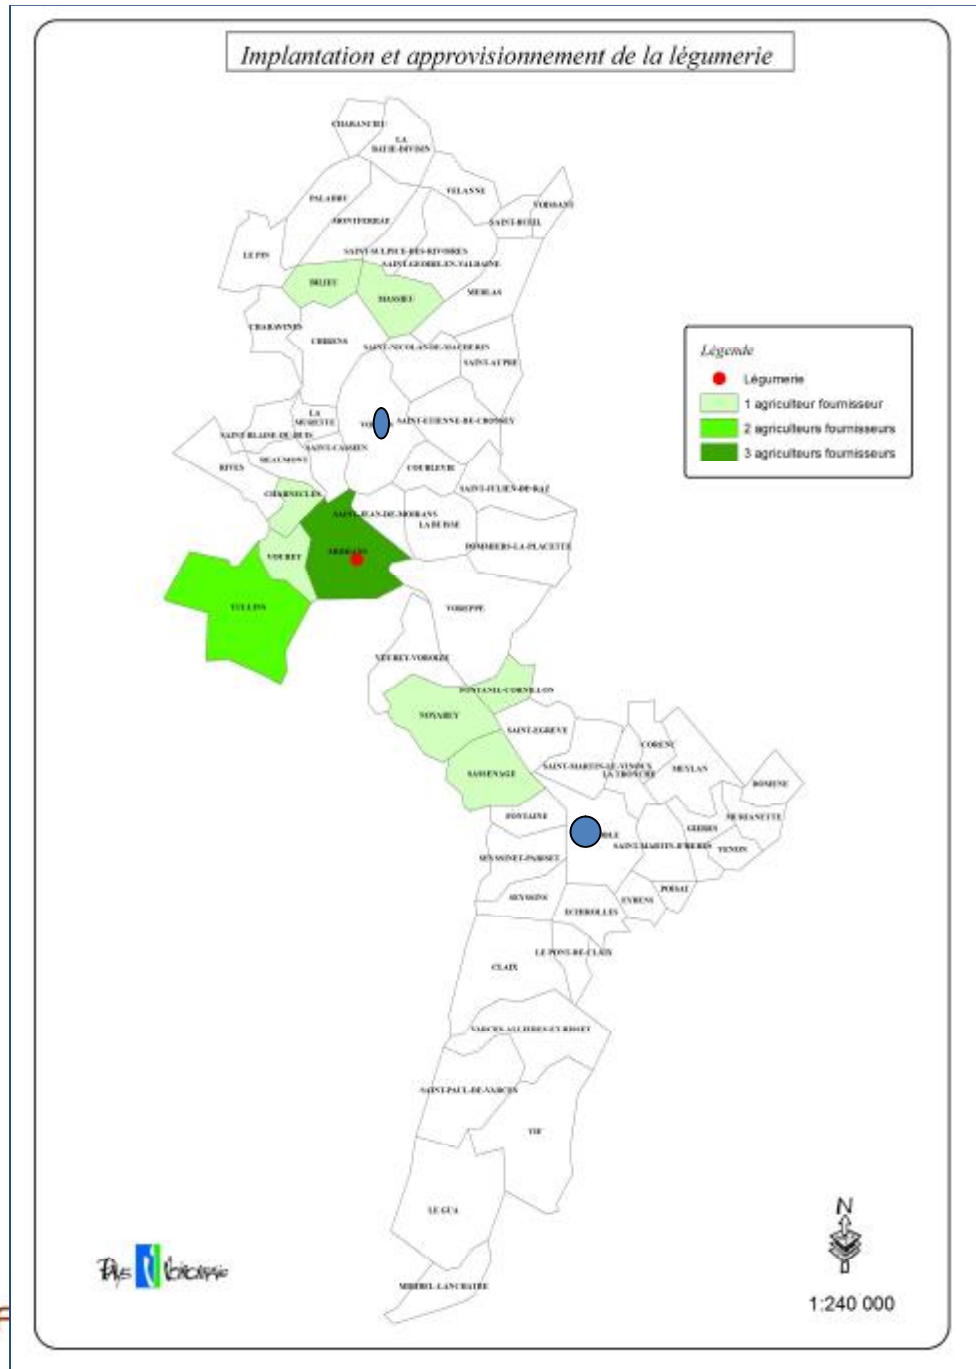 Implantation et approvisionnement de la légumerie
CHARANCIEU
LA
BATIE-DIVISIN
VELANNE
VOISSANT
PALADRU
MONTFERRAT
SAINT-BUEIL
LE PIN
SAINT-SULPICE-DES-RIVOIRES
SAINT-GEOIRE-EN-VALDAINE
BILIEU
MASSIEU
MERLAS
CHARAVINES
CHIRENS
SAINT-NICOLAS-DE-MACHERIN
SAINT-AUPRE
Légende
Légumerie
1 agriculteur fournisseur
2 agriculteurs fournisseurs
3 agriculteurs fournisseurs
LA
MURETTE
SAINT-ETIENNE-DE-CROSSEY
SAINT-BLAISE-DU-BUIS
SAINT-CASSIEN
REAUMONT
RIVES
COUBLEVIE
CHARNECLES
SAINT-JULIEN-DE-RAZ
SAINT-JEAN-DE-MOIRANS
LA BUISSE
POMMIERS-LA-PLACETTE
VOUREY
MOIRANS
TULLINS
VOREPPE
VEUREY-VOROIZE
FONTANIL-CORNILLON
NOYAREY
SAINT-EGREVE
CORENC
SAINT-MARTIN-LE-VINOUX
LA TRONCHE
MEYLAN
SASSENAGE
DOMENE
FONTAINE
MURIANETTE
GIERES
BLE
SAINT-MARTIN-D'HERES
VENON
SEYSSINET-PARISET
POISAT
SEYSSINS
EYBENS
ECHIROLLES
LE PONT-DE-CLAIX
CLAIX
VARCES-ALLIERES-ET-RISSET
SAINT-PAUL-DE-VARCES
VIF
LE GUA
MIRIBEL-LANCHATRE
Pays Voironnais
N
1:240 000